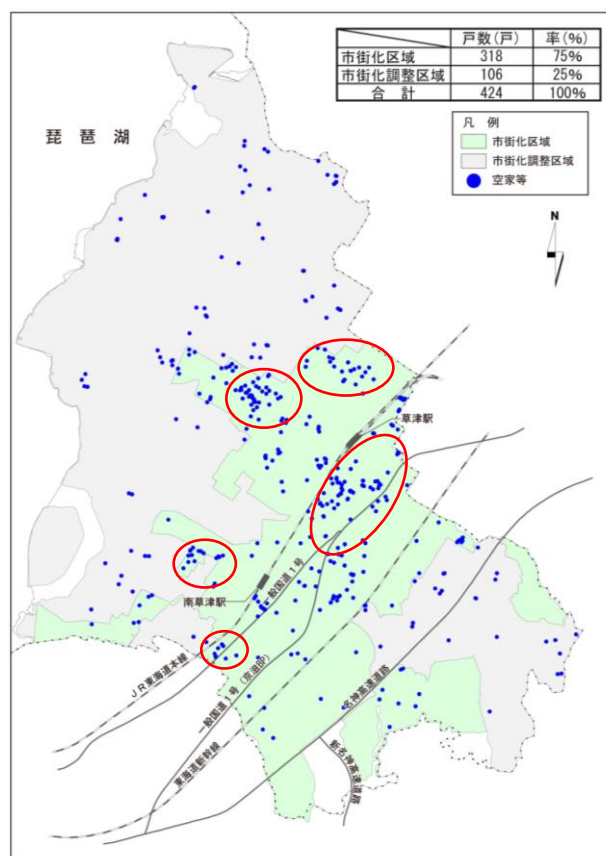 戸数(戸) 率(%)
市街化区域 318 75%
市街化調整区域 106 25%
合 計 424 100%
琵 琶 湖
凡 例
市街化区域
市街化調整区域
空家等
N
草津駅
南草津駅
一般国道1号
JR東海道本線
一般国道1号(京滋BP)
名神高速道路
東海道新幹線
新名神高速道路